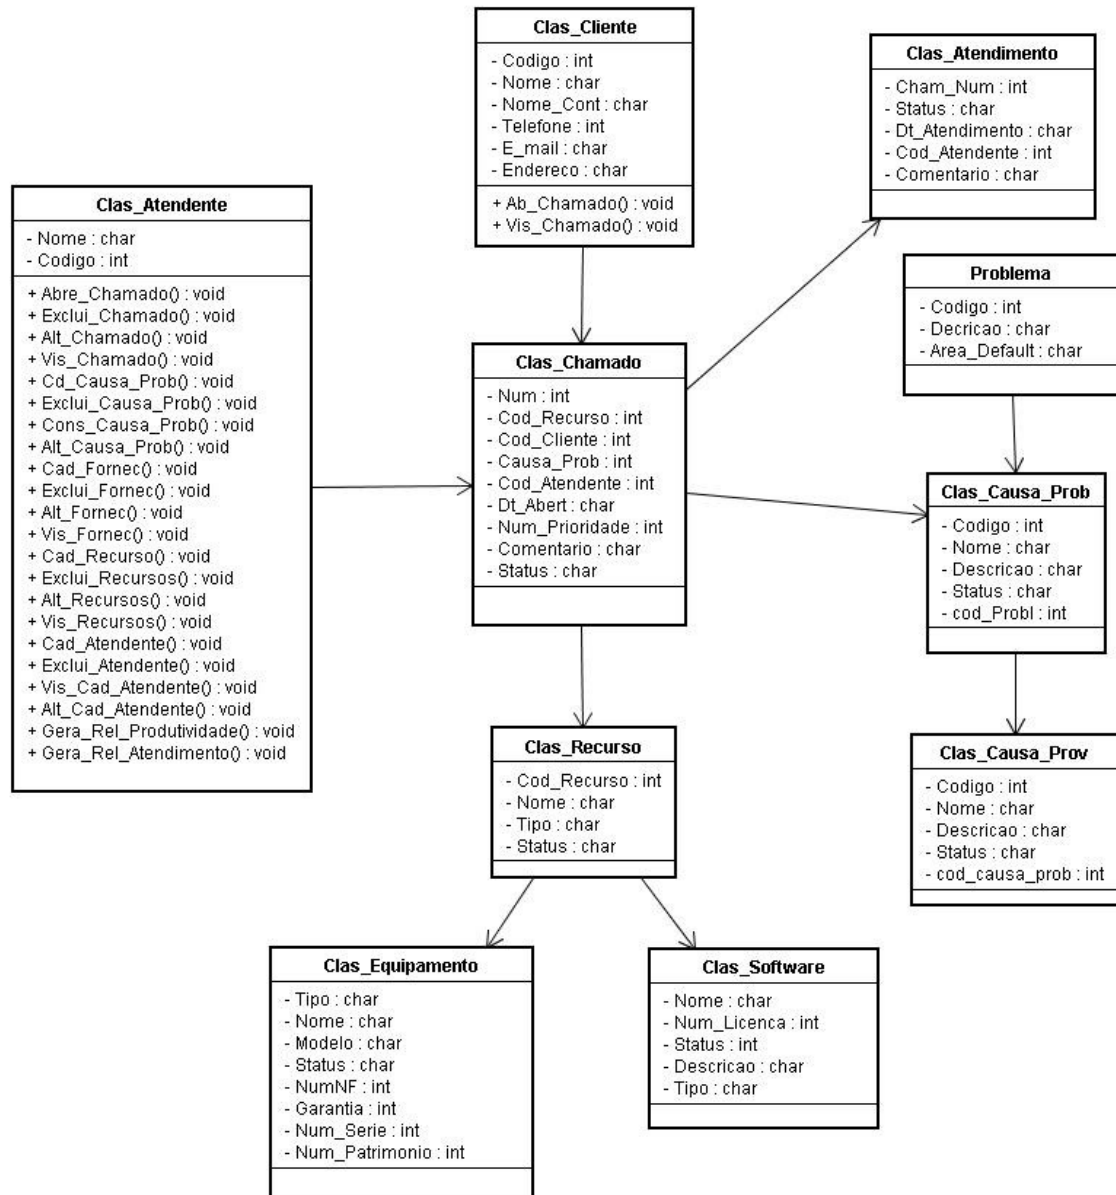 Clas_Cliente
- Codigo : int
- Nome : char
- Nome_Cont : char
- Telefone : int
- E_mail : char
- Endereco : char
+ Ab_Chamado() : void
+ Vis_Chamado() : void
Clas_Atendimento
- Cham_Num : int
- Status : char
- Dt_Atendimento : char
- Cod_Atendente : int
- Comentario : char
Clas_Atendente
- Nome : char
- Codigo : int
+ Abre_Chamado() : void
+ Exclui_Chamado() : void
+ Alt_Chamado() : void
+ Vis_Chamado() : void
+ Cd_Causa_Prob() : void
+ Exclui_Causa_Prob() : void
+ Cons_Causa_Prob() : void
+ Alt_Causa_Prob() : void
+ Cad_Fornec() : void
+ Exclui_Fornec() : void
+ Alt_Fornec() : void
+ Vis_Fornec() : void
+ Cad_Recurso() : void
+ Exclui_Recursos() : void
+ Alt_Recursos() : void
+ Vis_Recursos() : void
+ Cad_Atendente() : void
+ Exclui_Atendente() : void
+ Vis_Cad_Atendente() : void
+ Alt_Cad_Atendente() : void
+ Gera_Rel_Produtividade() : void
+ Gera_Rel_Atendimento() : void
Problema
- Codigo : int
- Decricao : char
- Area_Default : char
Clas_Chamado
- Num : int
- Cod_Recurso : int
- Cod_Cliente : int
- Causa_Prob : int
- Cod_Atendente : int
- Dt_Abert : char
- Num_Prioridade : int
- Comentario : char
- Status : char
Clas_Causa_Prob
- Codigo : int
- Nome : char
- Descricao : char
- Status : char
- cod_Probl : int
Clas_Recurso
- Cod_Recurso : int
- Nome : char
- Tipo : char
- Status : char
Clas_Causa_Prov
- Codigo : int
- Nome : char
- Descricao : char
- Status : char
- cod_causa_prob : int
Clas_Equipamento
- Tipo : char
- Nome : char
- Modelo : char
- Status : char
- NumNF : int
- Garantia : int
- Num_Serie : int
- Num_Patrimonio : int
Clas_Software
- Nome : char
- Num_Licenca : int
- Status : int
- Descricao : char
- Tipo : char